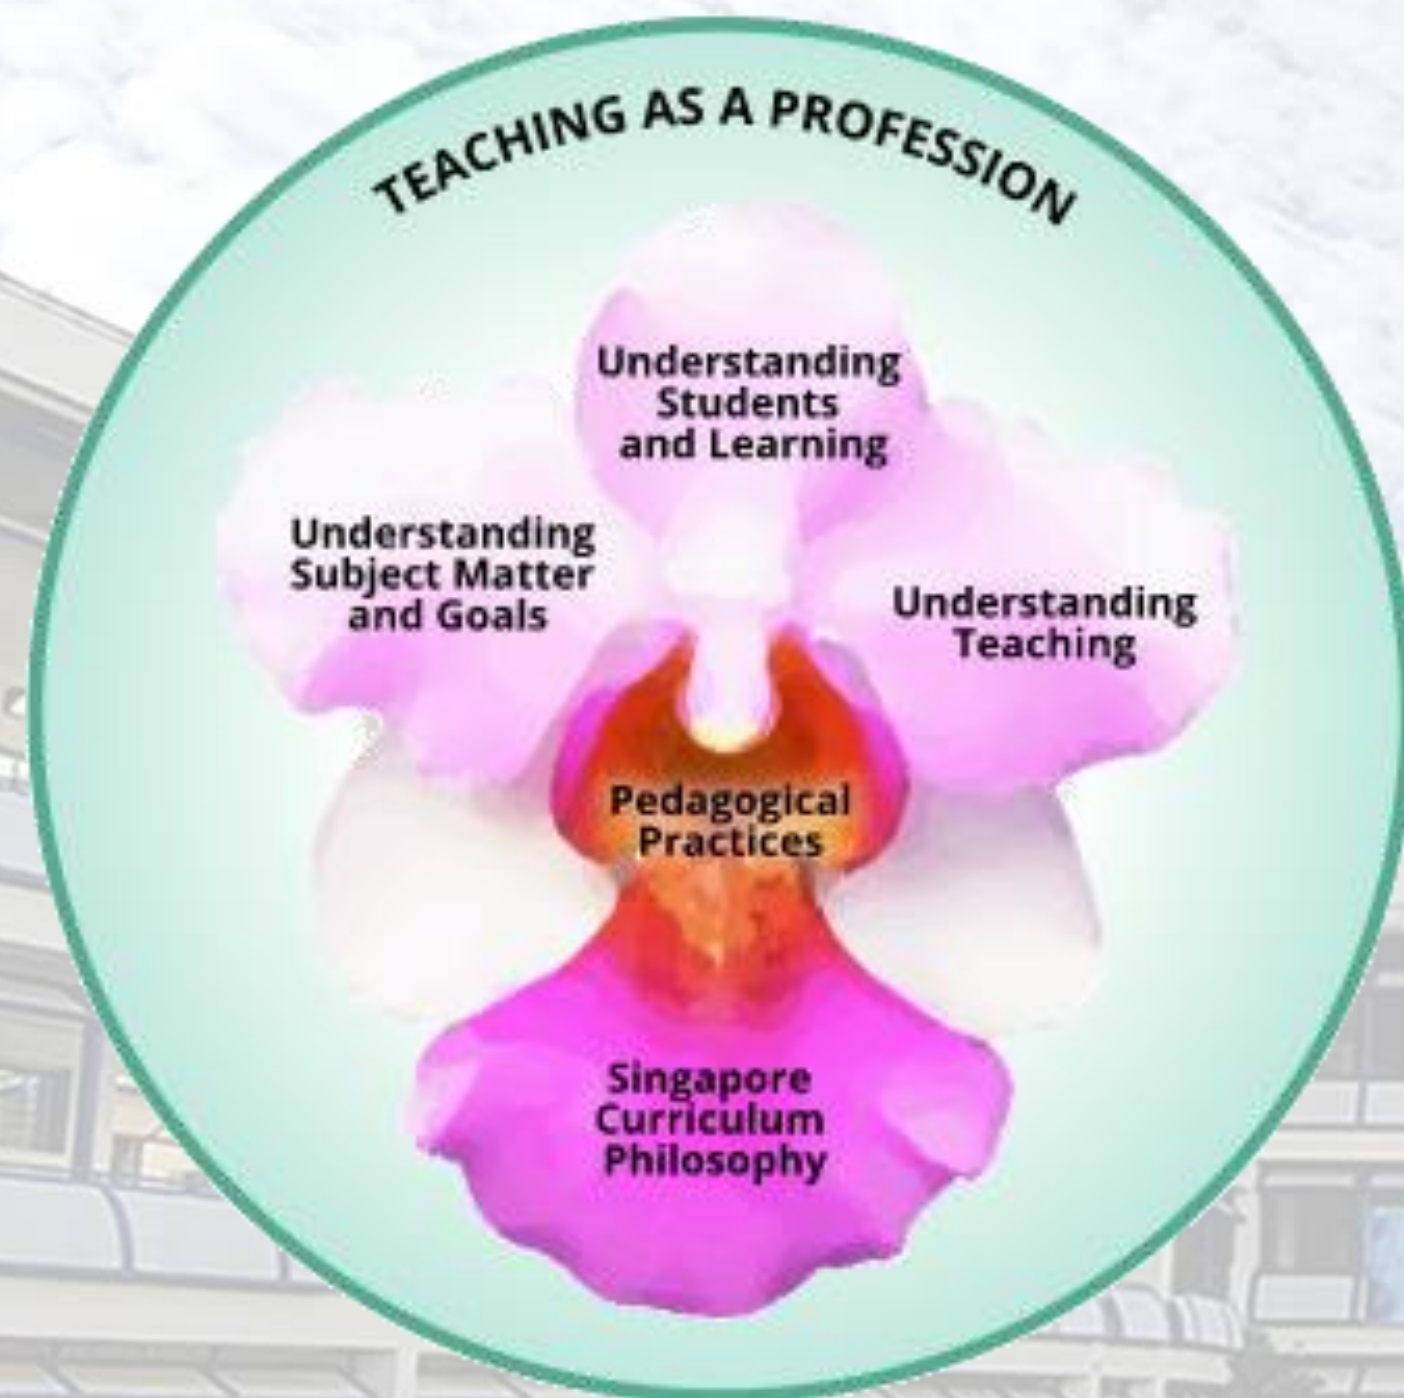 TEACHING AS A PROFESSION
Understanding
Students
and Learning
Understanding
Subject Matter
and Goals
Understanding
Teaching
Pedagogical
Practices
Singapore
Curriculum
Philosophy